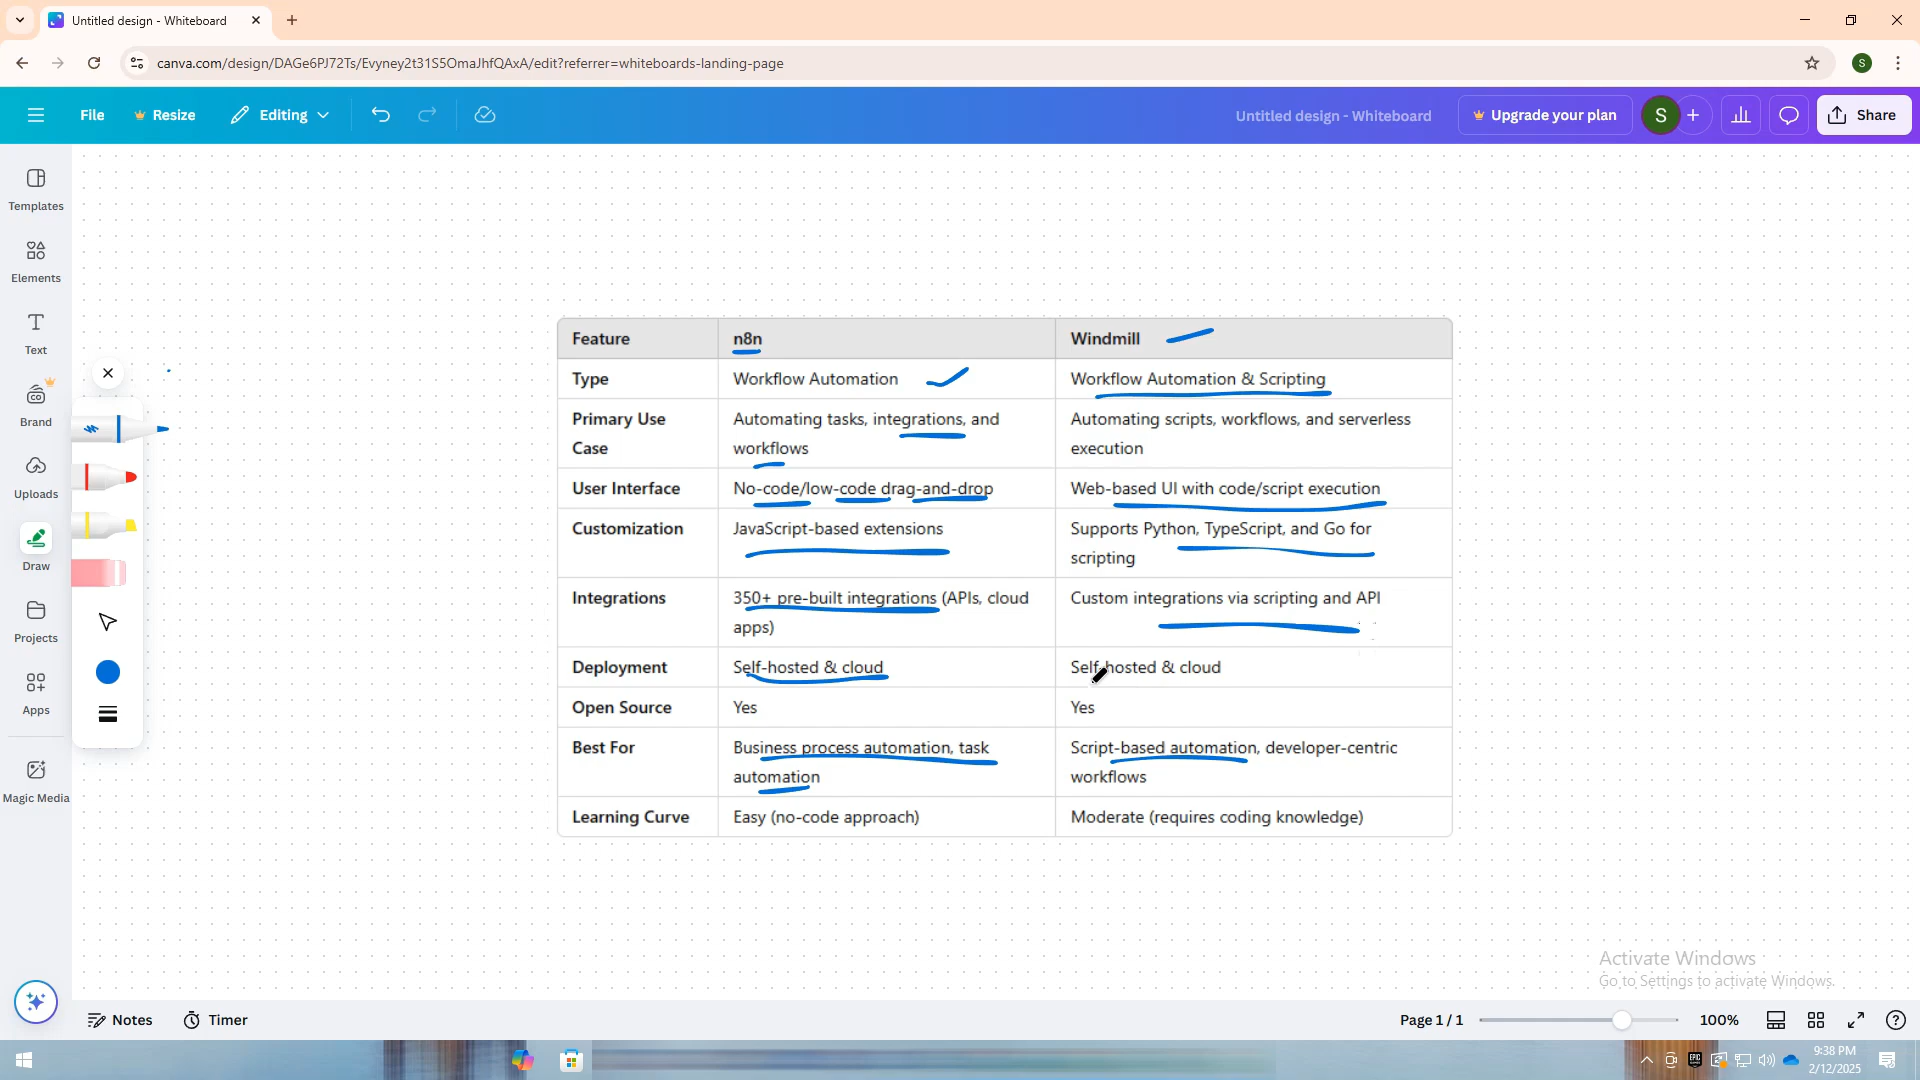 Untitled design - Whiteboard
canva.com/design/DAGe6PJ72Ts/Evyney2t31S5OmaJhfQAxA/edit?referrer=whiteboards-landing-page
S
File Resize Editing Untitled design - Whiteboard Upgrade your plan S Share
Templates
Elements
Text
Brand
Uploads
Draw
Projects
Apps
Magic Media
Feature n8n Windmill
Type Workflow Automation Workflow Automation & Scripting
Primary Use Automating tasks, integrations, and Automating scripts, workflows, and serverless
Case workflows execution
User Interface No-code/low-code drag-and-drop Web-based UI with code/script execution
Customization JavaScript-based extensions Supports Python, TypeScript, and Go for
scripting
Integrations 350+ pre-built integrations (APIs, cloud Custom integrations via scripting and API
apps)
Deployment Self-hosted & cloud Self-hosted & cloud
Open Source Yes Yes
Best For Business process automation, task Script-based automation, developer-centric
automation workflows
Learning Curve Easy (no-code approach) Moderate (requires coding knowledge)
Activate Windows
Go to Settings to activate Windows.
Notes Timer Page 1 / 1 100%
9:38 PM
2/12/2025